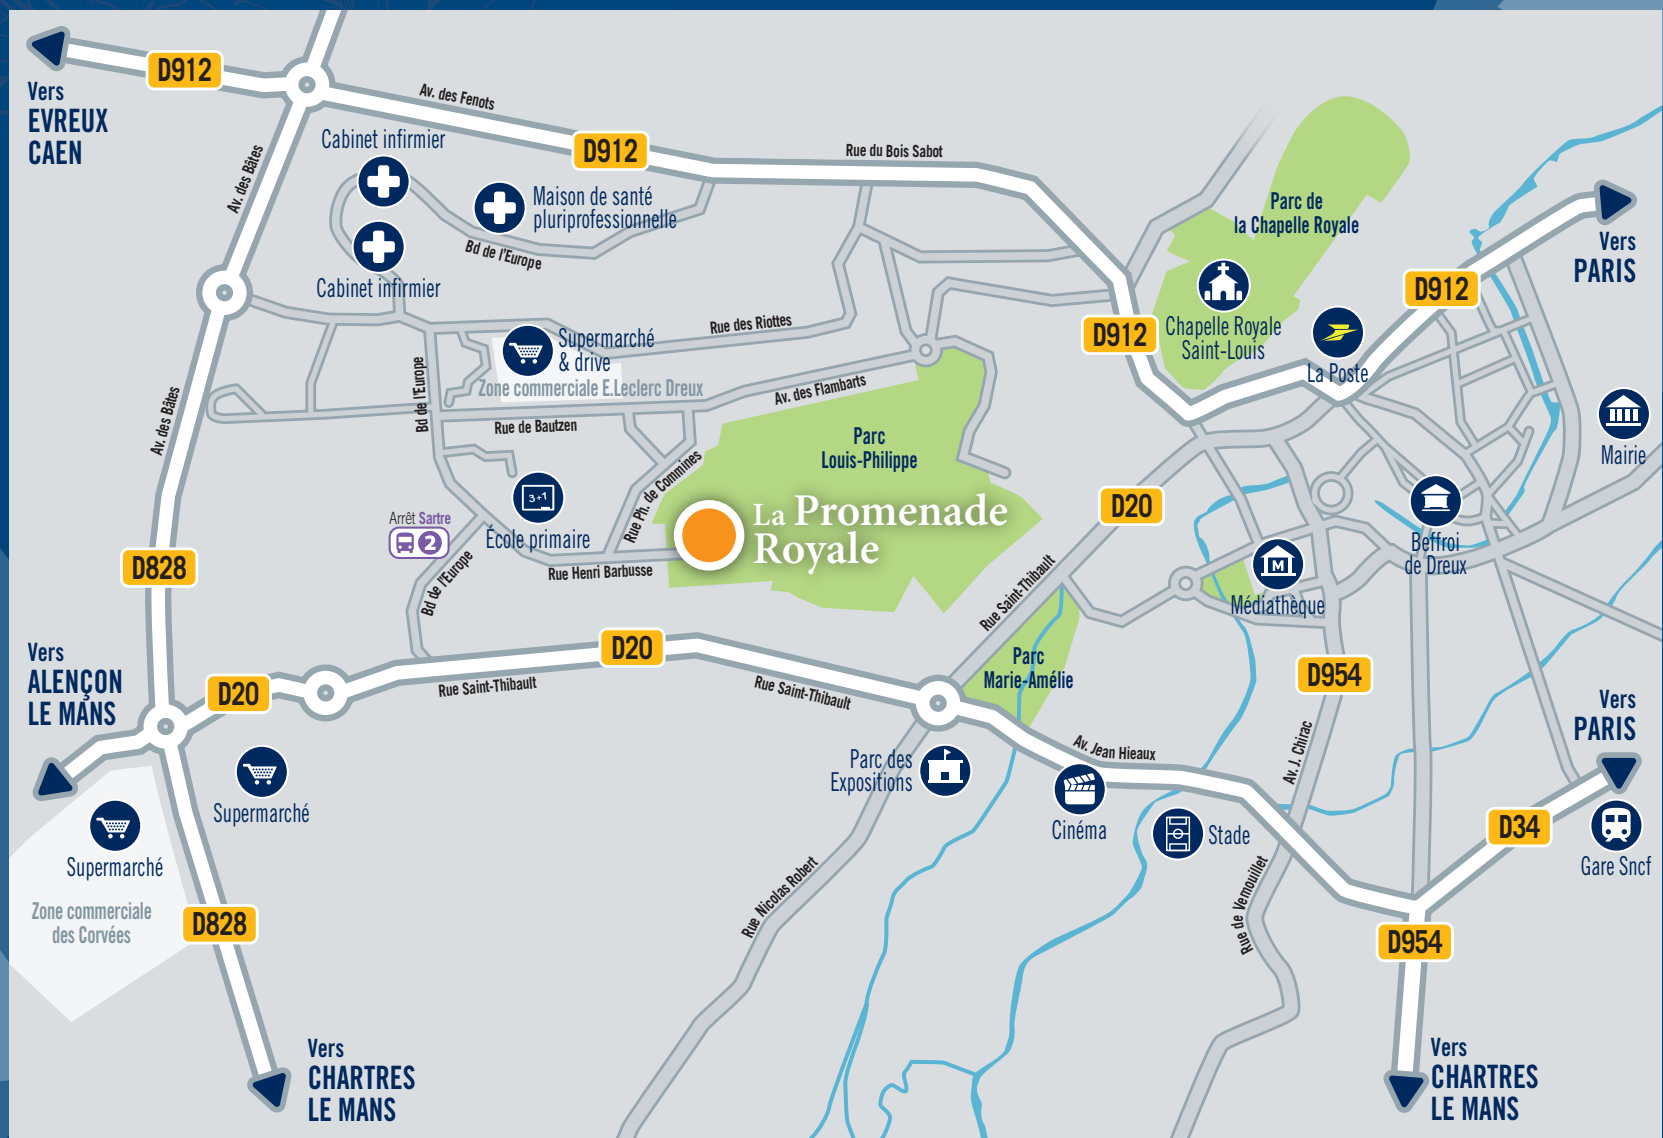 D912
Vers
EVREUX
CAEN
Av. des Fenots
Cabinet infirmier
D912
Rue du Bois Sabot
Av. des Bâtes
Maison de santé
pluriprofessionnelle
Bd de l'Europe
Cabinet infirmier
Parc de
la Chapelle Royale
Vers
PARIS
D912
Chapelle Royale
Saint-Louis
D912
La Poste
Rue des Riottes
Supermarché
& drive
Zone commerciale E.Leclerc Dreux
Bd de l'Europe
Av. des Flambarts
Av. des Bâtes
Rue de Bautzen
Mairie
Parc
Louis-Philippe
Rue Ph. de Commines
3+1
École primaire
Arrêt Sartre
2
La Promenade
Royale
D20
Beffroi
de Dreux
M
Médiathèque
D828
Rue Henri Barbusse
Bd de l'Europe
Rue Saint-Thibault
Vers
ALENÇON
LE MANS
D20
D20
Rue Saint-Thibault
Rue Saint-Thibault
Parc
Marie-Amélie
D954
Vers
PARIS
Av. J. Chirac
Av. Jean Hieaux
Parc des
Expositions
Cinéma
Stade
D34
Gare Sncf
Supermarché
Supermarché
Zone commerciale
des Corvées
D828
Rue Nicolas Robert
Rue de Vernouillet
D954
Vers
CHARTRES
LE MANS
Vers
CHARTRES
LE MANS